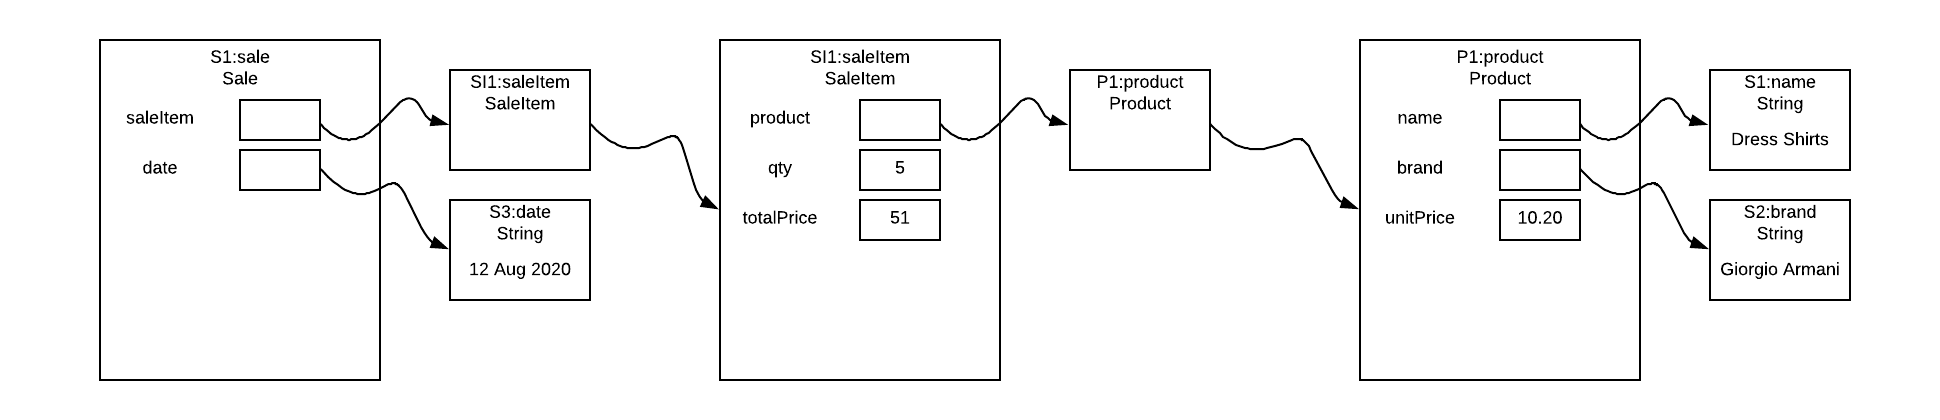 S1:sale
Sale
saleItem
date
SI1:saleItem
SaleItem
S3:date
String
12 Aug 2020
SI1:saleItem
SaleItem
product
qty
5
totalPrice
51
P1:product
Product
P1:product
Product
name
brand
unitPrice
10.20
S1:name
String
Dress Shirts
S2:brand
String
Giorgio Armani